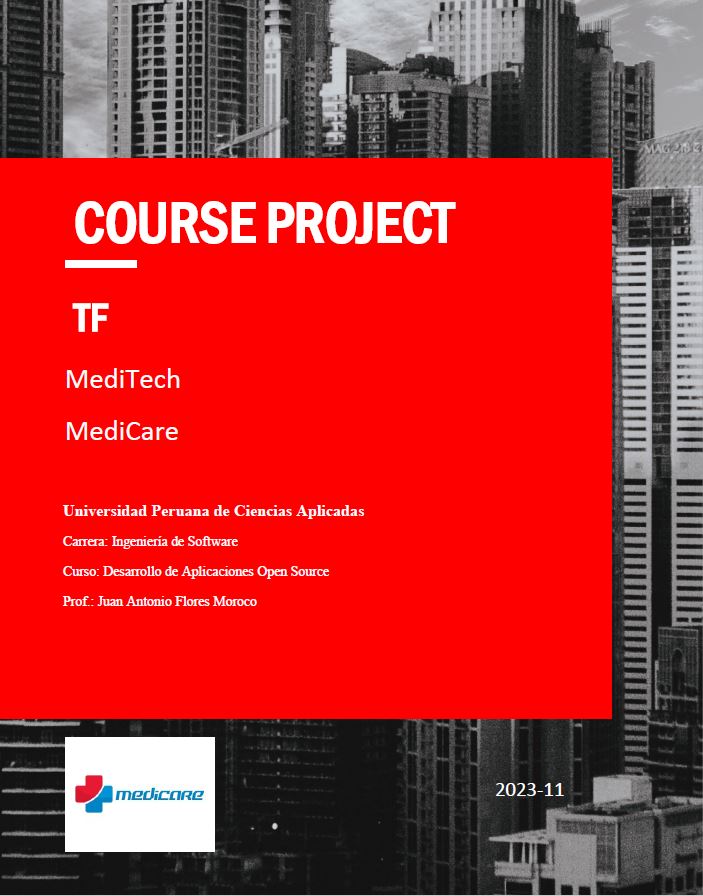 COURSE PROJECT
TF
MediTech
MediCare
Universidad Peruana de Ciencias Aplicadas
Carrera: Ingeniería de Software
Curso: Desarrollo de Aplicaciones Open Source
Prof.: Juan Antonio Flores Moroco
medicare
2023-11